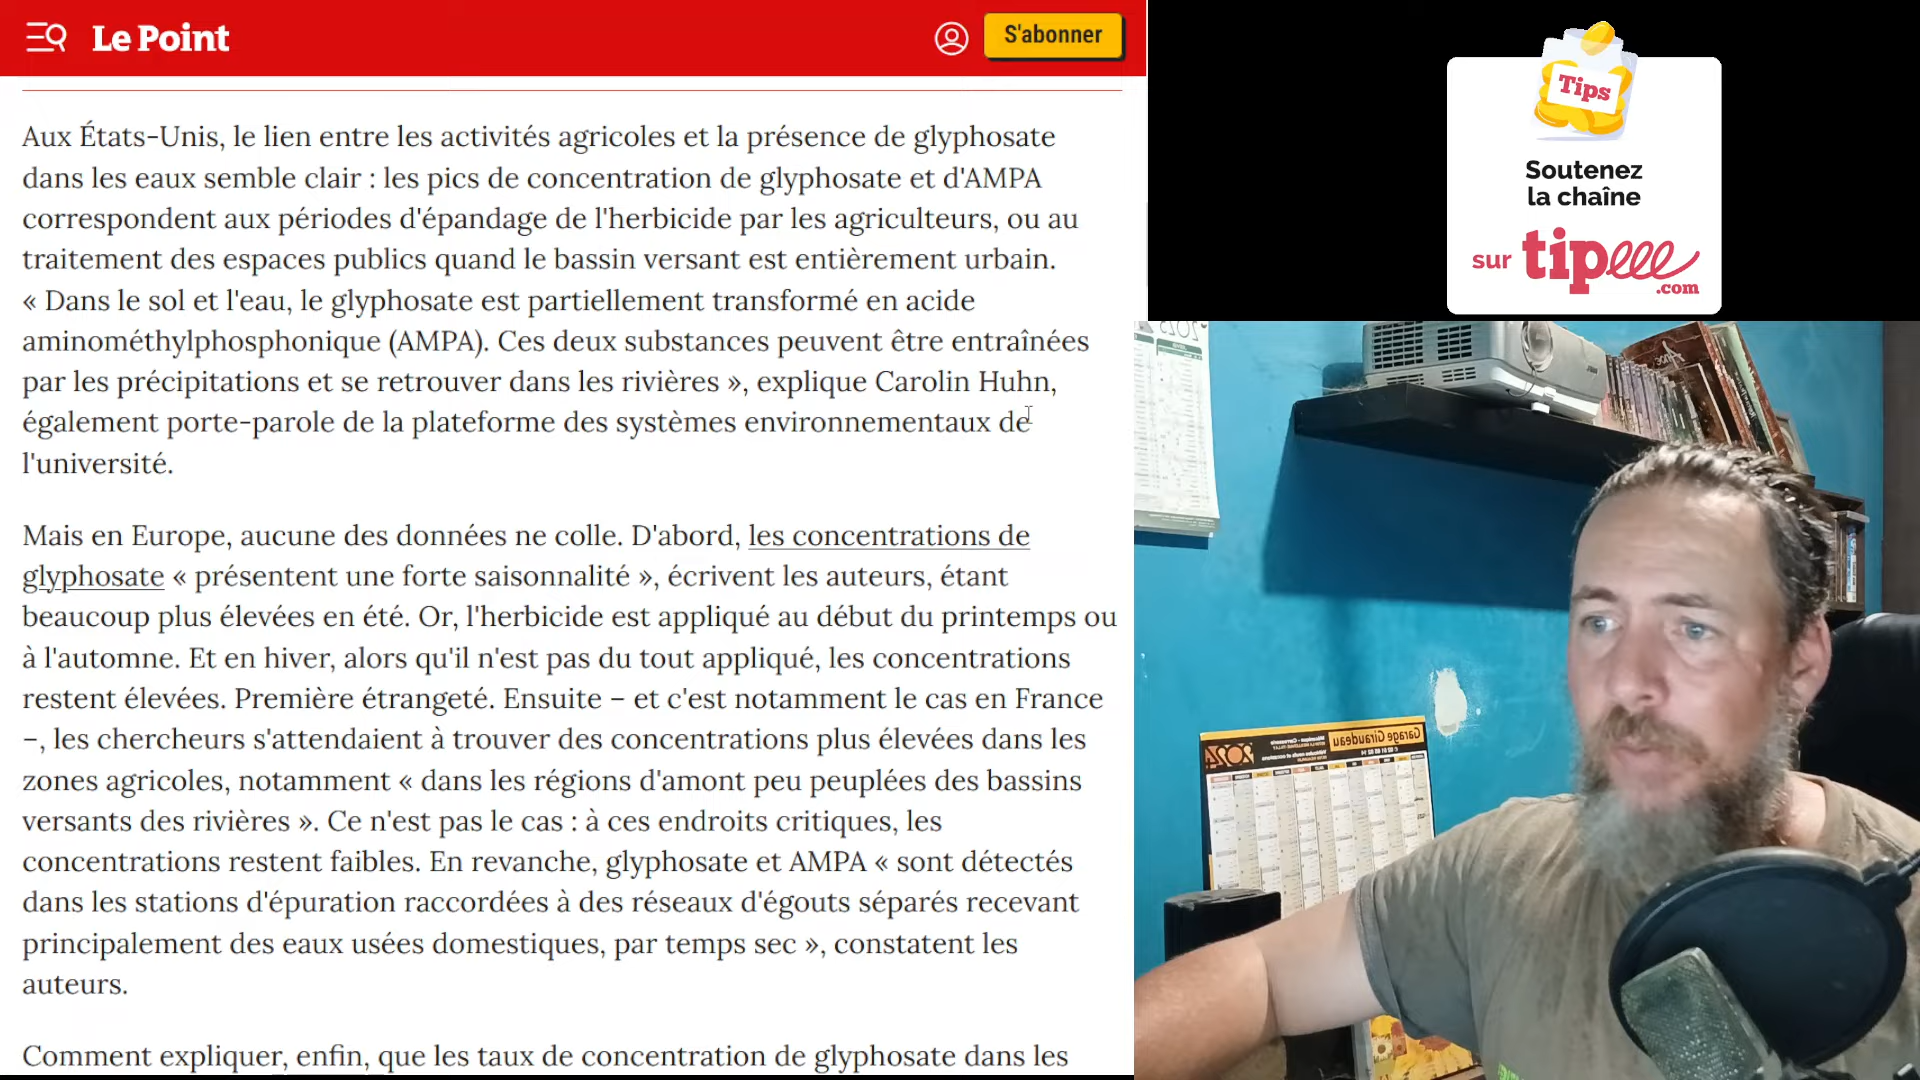 Le Point
S'abonner
Aux États-Unis, le lien entre les activités agricoles et la présence de glyphosate
dans les eaux semble clair : les pics de concentration de glyphosate et d'AMPA
correspondent aux périodes d'épandage de l'herbicide par les agriculteurs, ou au
traitement des espaces publics quand le bassin versant est entièrement urbain.
« Dans le sol et l'eau, le glyphosate est partiellement transformé en acide
aminométhylphosphonique (AMPA). Ces deux substances peuvent être entraînées
par les précipitations et se retrouver dans les rivières », explique Carolin Huhn,
également porte-parole de la plateforme des systèmes environnementaux de
l'université.
Mais en Europe, aucune des données ne colle. D'abord, les concentrations de
glyphosate « présentent une forte saisonnalité », écrivent les auteurs, étant
beaucoup plus élevées en été. Or, l'herbicide est appliqué au début du printemps ou
à l'automne. Et en hiver, alors qu'il n'est pas du tout appliqué, les concentrations
restent élevées. Première étrangeté. Ensuite – et c'est notamment le cas en France
–, les chercheurs s'attendaient à trouver des concentrations plus élevées dans les
zones agricoles, notamment « dans les régions d'amont peu peuplées des bassins
versants des rivières ». Ce n'est pas le cas : à ces endroits critiques, les
concentrations restent faibles. En revanche, glyphosate et AMPA « sont détectés
dans les stations d'épuration raccordées à des réseaux d'égouts séparés recevant
principalement des eaux usées domestiques, par temps sec », constatent les
auteurs.
Comment expliquer, enfin, que les taux de concentration de glyphosate dans les
Tips
Soutenez
la chaîne
sur tipeee
.com
2025
Garage Giraudeau
2024